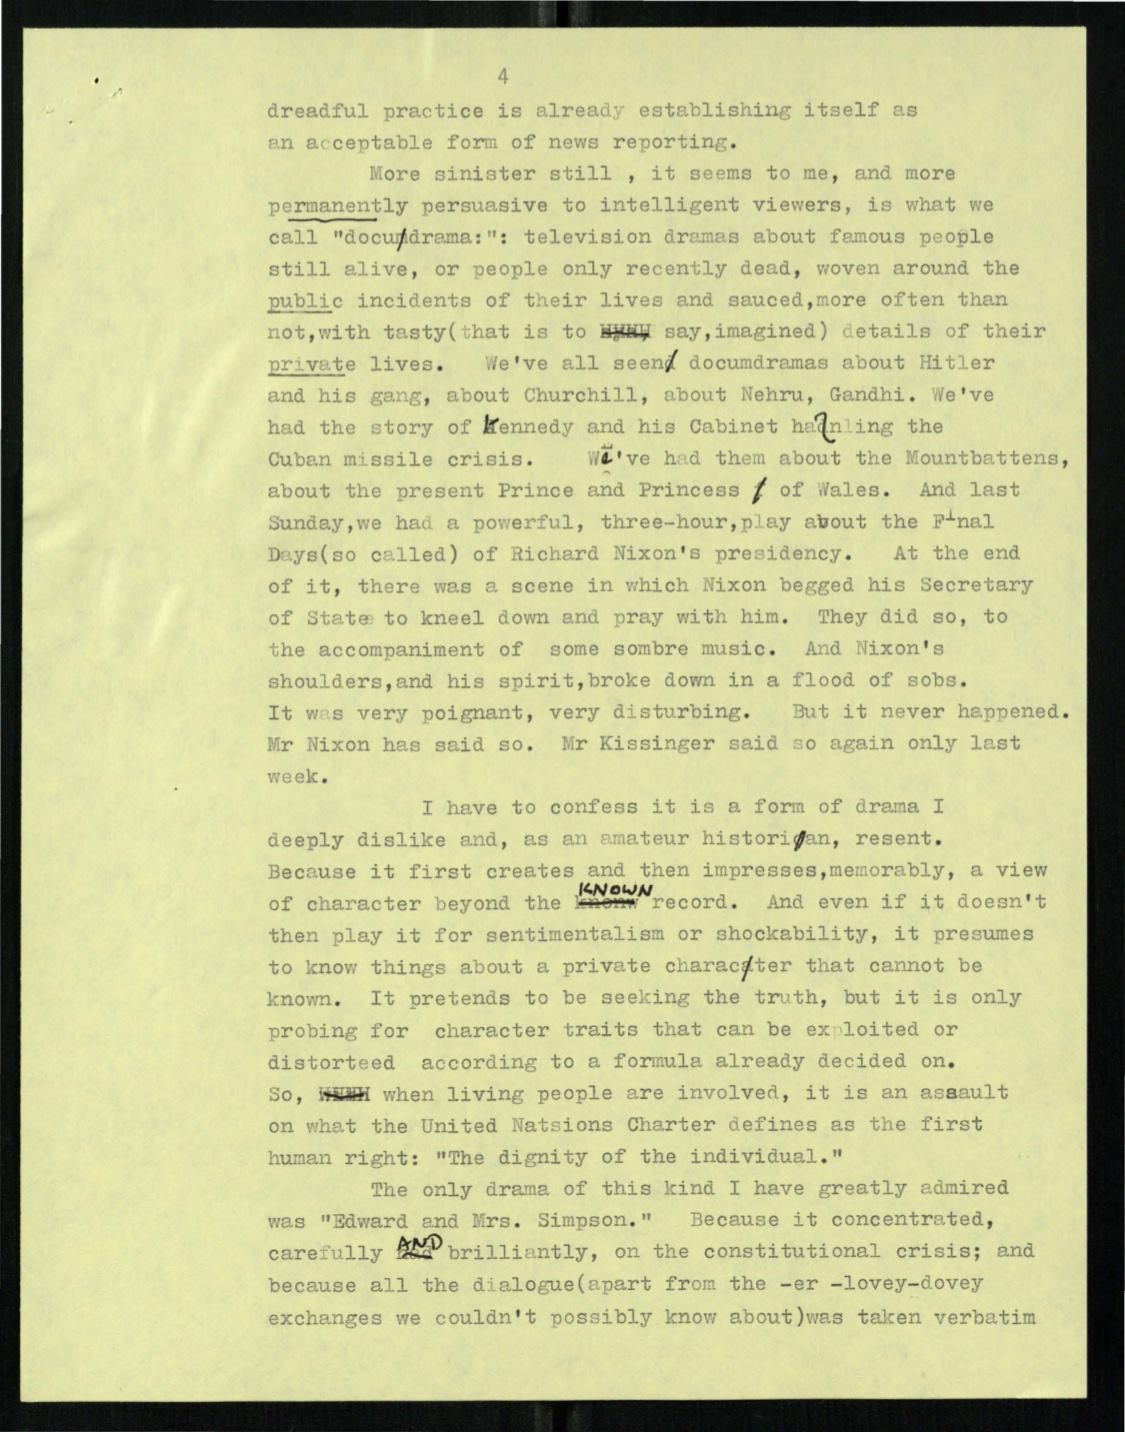 4
dreadful practice is already establishing itself as
an acceptable form of news reporting.
More sinister still , it seems to me, and more
permanently persuasive to intelligent viewers, is what we
call "docudrama:": television dramas about famous people
still alive, or people only recently dead, woven around the
public incidents of their lives and sauced,more often than
not,with tasty(that is to say,imagined) details of their
private lives. We've all seen documdramas about Hitler
and his gang, about Churchill, about Nehru, Gandhi. We've
had the story of Kennedy and his Cabinet hanling the
Cuban missile crisis. We've had them about the Mountbattens,
about the present Prince and Princess of Wales. And last
Sunday,we had a powerful, three-hour,play about the Final
Days(so called) of Richard Nixon's presidency. At the end
of it, there was a scene in which Nixon begged his Secretary
of State to kneel down and pray with him. They did so, to
the accompaniment of some sombre music. And Nixon's
shoulders,and his spirit,broke down in a flood of sobs.
It was very poignant, very disturbing. But it never happened.
Mr Nixon has said so. Mr Kissinger said so again only last
week.
I have to confess it is a form of drama I
deeply dislike and, as an amateur historian, resent.
Because it first creates and then impresses,memorably, a view
of character beyond the KNOWN record. And even if it doesn't
then play it for sentimentalism or shockability, it presumes
to know things about a private character that cannot be
known. It pretends to be seeking the truth, but it is only
probing for character traits that can be exploited or
distorteed according to a formula already decided on.
So, when living people are involved, it is an assault
on what the United Natsions Charter defines as the first
human right: "The dignity of the individual."
The only drama of this kind I have greatly admired
was "Edward and Mrs. Simpson." Because it concentrated,
carefully AND brilliantly, on the constitutional crisis; and
because all the dialogue(apart from the -er -lovey-dovey
exchanges we couldn't possibly know about)was taken verbatim